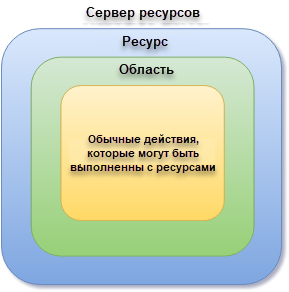 Сервер ресурсов
Ресурс
Область
Обычные действия,
которые могут быть
выполненны с ресурсами